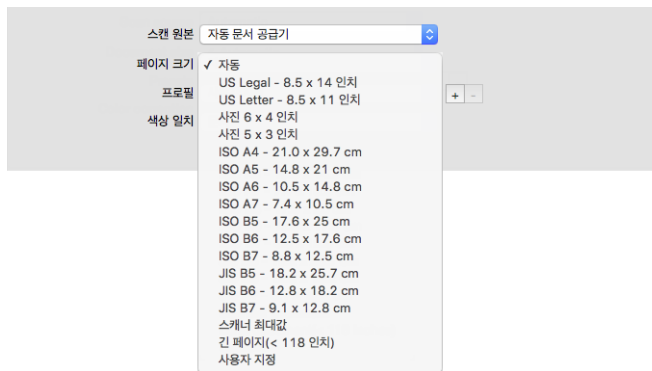 스캔 원본 자동 문서 공급기
페이지 크기 ✓ 자동
US Legal - 8.5 x 14 인치
프로필 US Letter - 8.5 x 11 인치 + -
색상 일치 사진 6 x 4 인치
사진 5 x 3 인치
ISO A4 - 21.0 x 29.7 cm
ISO A5 - 14.8 x 21 cm
ISO A6 - 10.5 x 14.8 cm
ISO A7 - 7.4 x 10.5 cm
ISO B5 - 17.6 x 25 cm
ISO B6 - 12.5 x 17.6 cm
ISO B7 - 8.8 x 12.5 cm
JIS B5 - 18.2 x 25.7 cm
JIS B6 - 12.8 x 18.2 cm
JIS B7 - 9.1 x 12.8 cm
스캐너 최대값
긴 페이지(< 118 인치)
사용자 지정